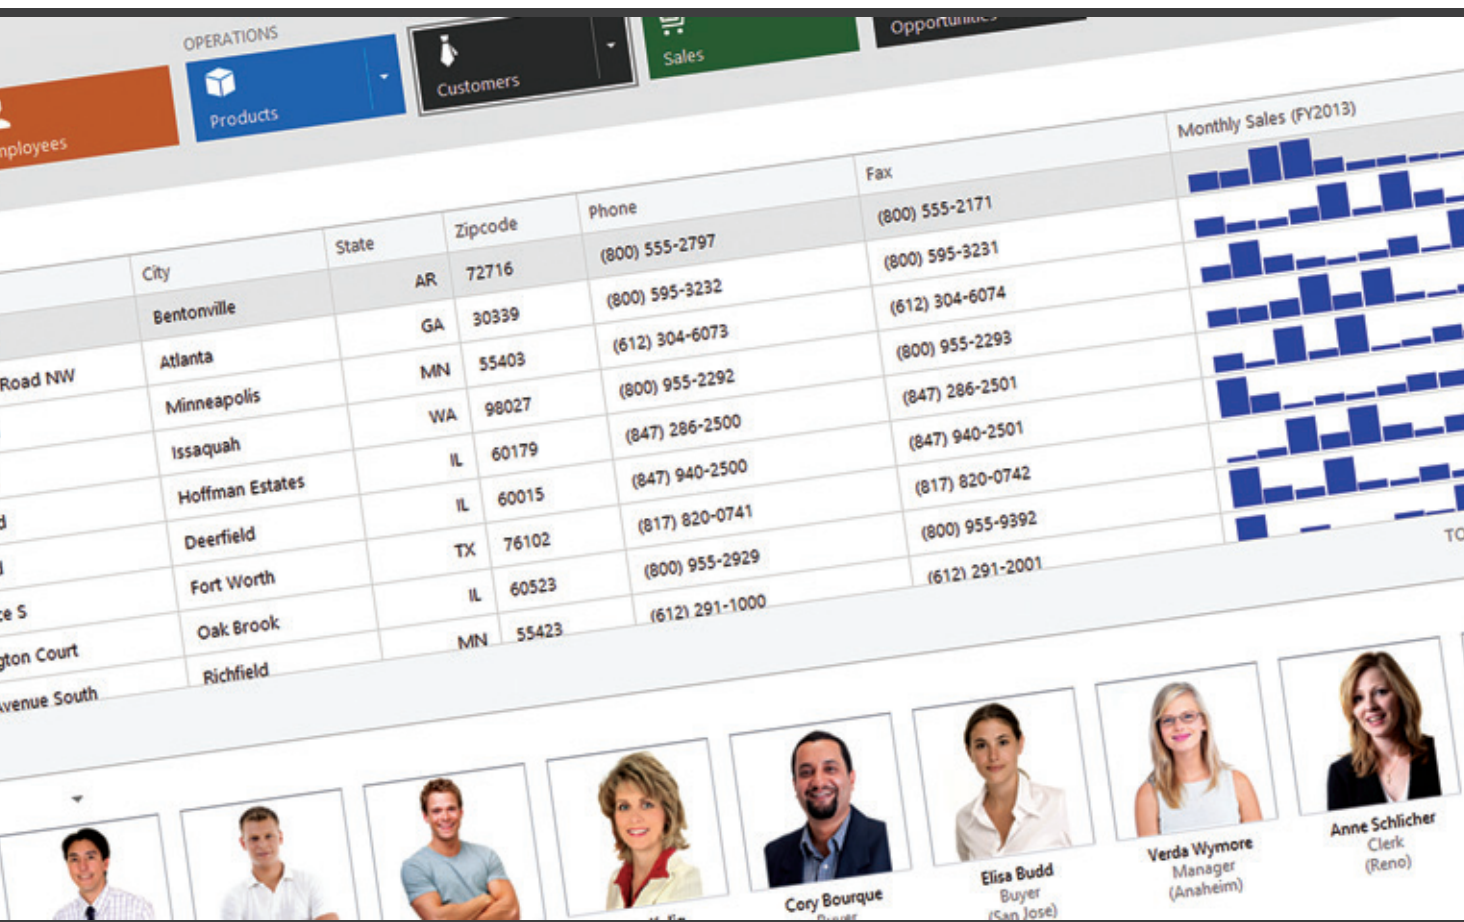 OPERATIONS
Products
Customers
Sales
Opportunities
City State Zipcode Phone Fax Monthly Sales (FY2013)
Bentonville AR 72716 (800) 555-2797 (800) 555-2171
Road NW Atlanta GA 30339 (800) 595-3232 (800) 595-3231
Minneapolis MN 55403 (612) 304-6073 (612) 304-6074
Issaquah WA 98027 (800) 955-2292 (800) 955-2293
Hoffman Estates IL 60179 (847) 286-2500 (847) 286-2501
Deerfield IL 60015 (847) 940-2500 (847) 940-2501
Fort Worth TX 76102 (817) 820-0741 (817) 820-0742
gton Court Oak Brook IL 60523 (800) 955-2929 (800) 955-9392
Avenue South Richfield MN 55423 (612) 291-1000 (612) 291-2001
TO
Cory Bourque
Buyer
Elisa Budd
Buyer
(San Jose)
Verda Wymore
Manager
(Anaheim)
Anne Schlicher
Clerk
(Reno)